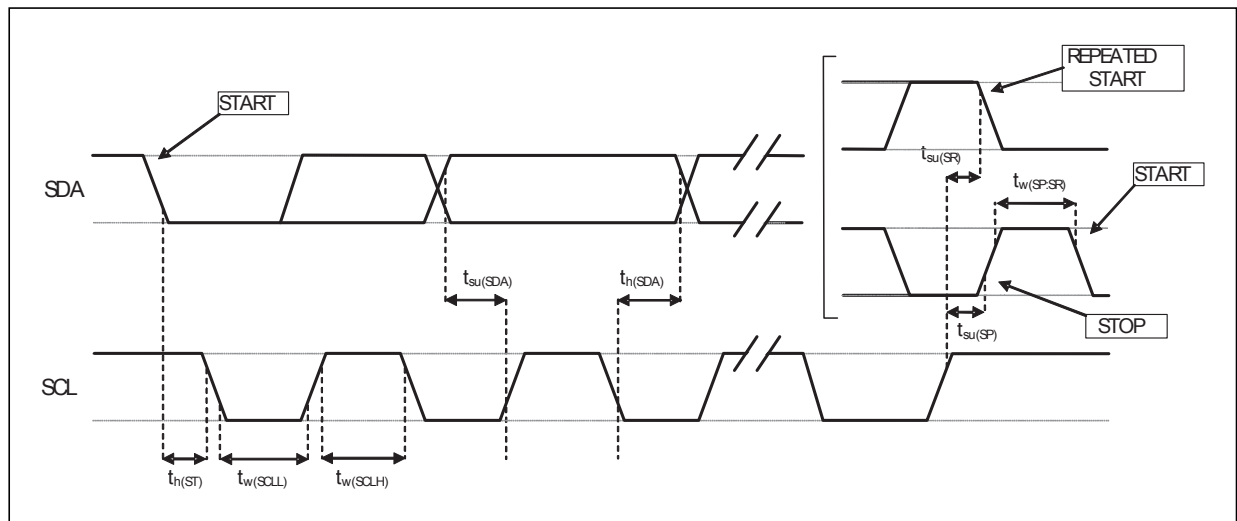 REPEATED
START
START
SDA
tsu(SR)
START
tw(SP:SR)
tsu(SDA)
th(SDA)
tsu(SP)
STOP
SCL
th(ST)
tw(SCLL)
tw(SCLH)